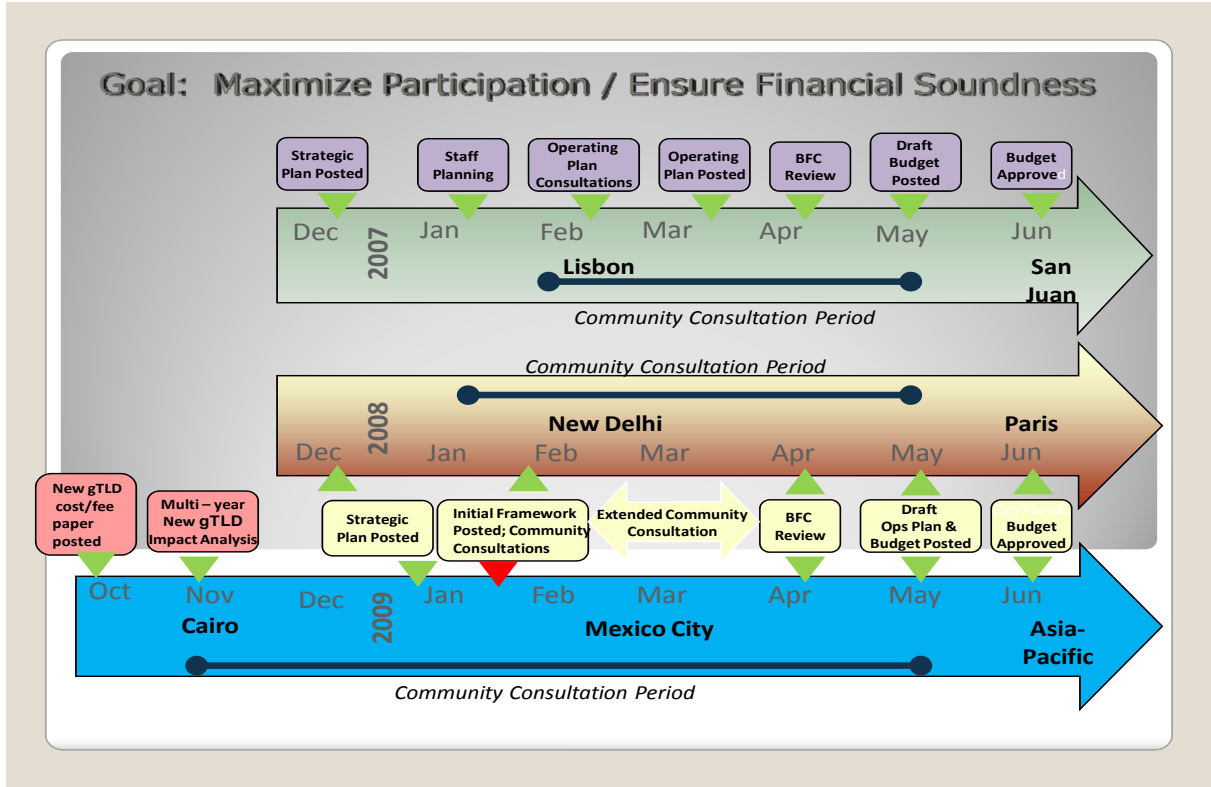 Goal: Maximize Participation / Ensure Financial Soundness
Strategic
Plan Posted
Staff
Planning
Operating
Plan
Consultations
Operating
Plan Posted
BFC
Review
Draft
Budget
Posted
Budget
Approved
Dec
2007
Jan
Feb
Mar
Apr
May
Jun
Lisbon
San
Juan
Community Consultation Period
Community Consultation Period
2008
New Delhi
Paris
Dec
Jan
Feb
Mar
Apr
May
Jun
New gTLD
cost/fee
paper
posted
Multi – year
New gTLD
Impact Analysis
Strategic
Plan Posted
Initial Framework
Posted; Community
Consultations
Extended Community
Consultation
BFC
Review
Draft
Ops Plan &
Budget Posted
Ops Plan &
Budget
Approved
Oct
Nov
Dec
2009
Jan
Feb
Mar
Apr
May
Jun
Cairo
Mexico City
Asia-
Pacific
Community Consultation Period